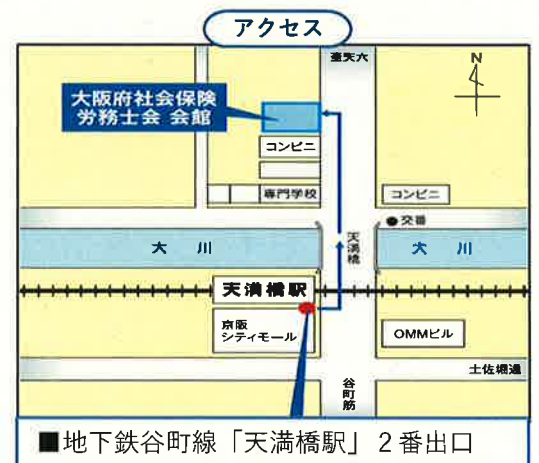 アクセス
至天六
N
大阪府社会保険
労務士会 会館
コンビニ
専門学校
コンビニ
交番
天満橋
大川
大川
天満橋駅
京阪
シティモール
OMMビル
土佐堀通
谷町筋
■地下鉄谷町線「天満橋駅」２番出口